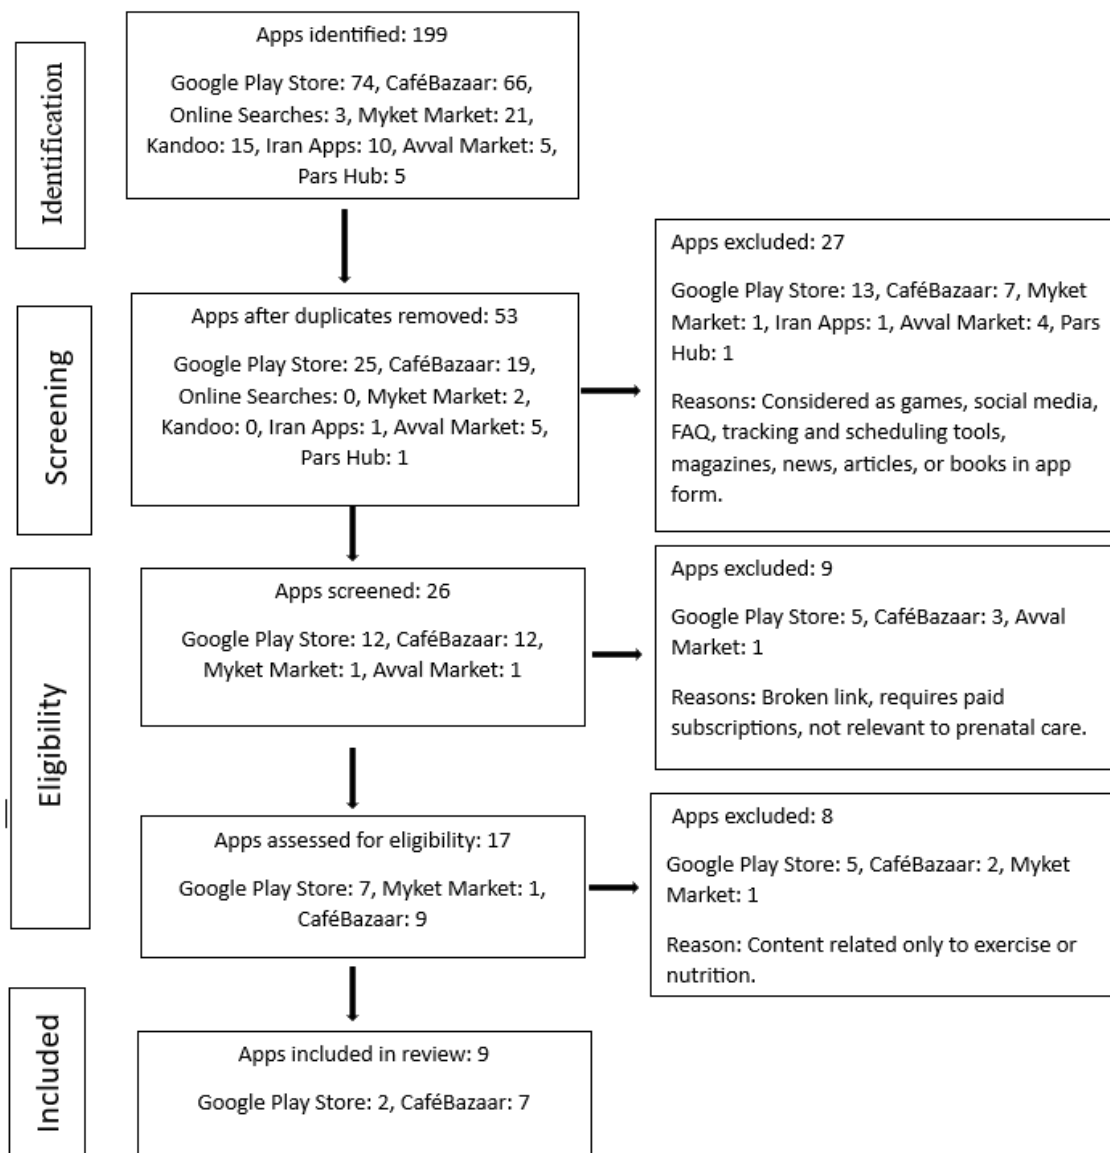 Identification
Apps identified: 199
Google Play Store: 74, CaféBazaar: 66,
Online Searches: 3, Myket Market: 21,
Kandoo: 15, Iran Apps: 10, Avval Market: 5,
Pars Hub: 5
Screening
Apps after duplicates removed: 53
Google Play Store: 25, CaféBazaar: 19,
Online Searches: 0, Myket Market: 2,
Kandoo: 0, Iran Apps: 1, Avval Market: 5,
Pars Hub: 1
Apps excluded: 27
Google Play Store: 13, CaféBazaar: 7, Myket
Market: 1, Iran Apps: 1, Avval Market: 4, Pars
Hub: 1
Reasons: Considered as games, social media,
FAQ, tracking and scheduling tools,
magazines, news, articles, or books in app
form.
Eligibility
Apps screened: 26
Google Play Store: 12, CaféBazaar: 12,
Myket Market: 1, Avval Market: 1
Apps excluded: 9
Google Play Store: 5, CaféBazaar: 3, Avval
Market: 1
Reasons: Broken link, requires paid
subscriptions, not relevant to prenatal care.
Apps assessed for eligibility: 17
Google Play Store: 7, Myket Market: 1,
CaféBazaar: 9
Apps excluded: 8
Google Play Store: 5, CaféBazaar: 2, Myket
Market: 1
Reason: Content related only to exercise or
nutrition.
Included
Apps included in review: 9
Google Play Store: 2, CaféBazaar: 7